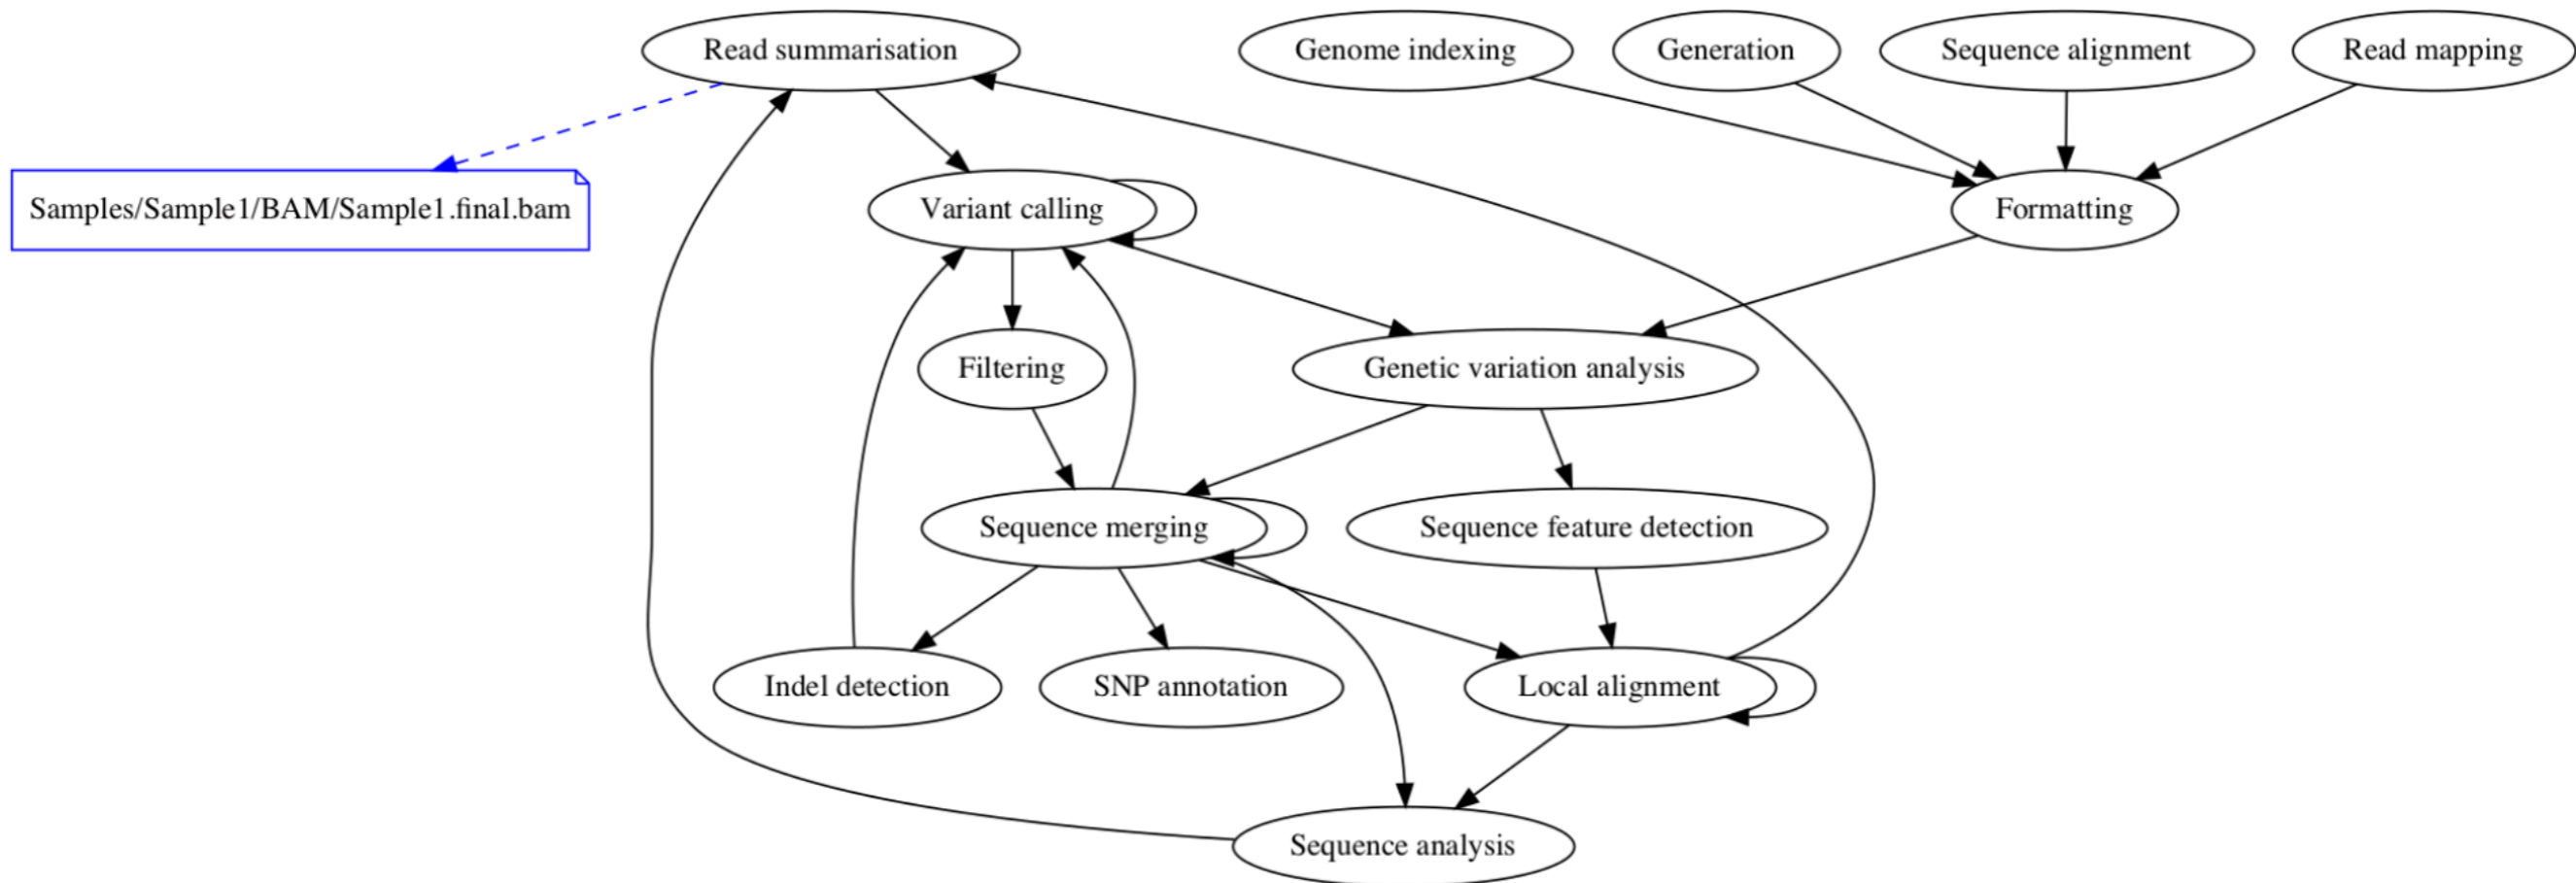 Read summarisation
Genome indexing
Generation
Sequence alignment
Read mapping
Samples/Sample1/BAM/Sample1.final.bam
Variant calling
Formatting
Filtering
Genetic variation analysis
Sequence merging
Sequence feature detection
Indel detection
SNP annotation
Local alignment
Sequence analysis